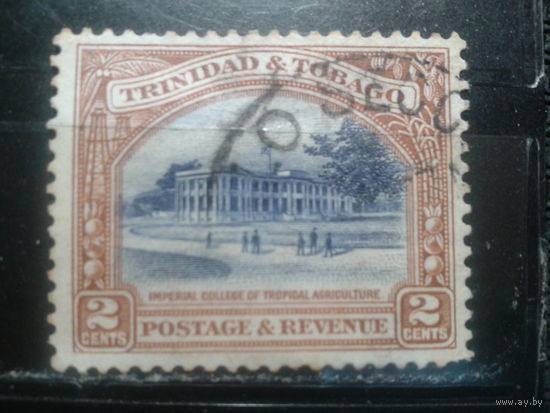 TRINIDAD & TOBAGO
IMPERIAL COLLEGE OF TROPICAL AGRICULTURE
2 CENTS
POSTAGE & REVENUE
2 CENTS
www.ay.by